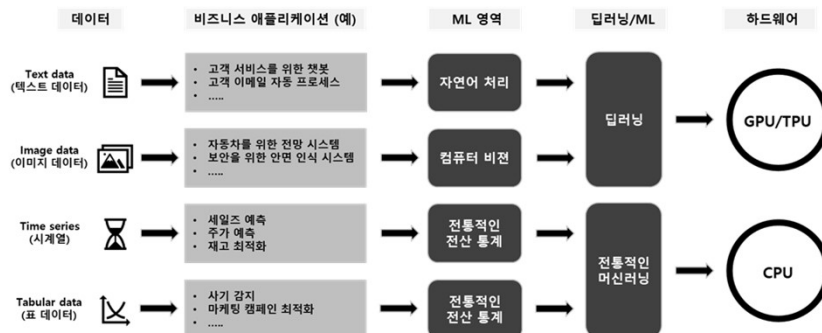 데이터
비즈니스 애플리케이션 (예)
ML 영역
딥러닝/ML
하드웨어
Text data
(텍스트 데이터)
• 고객 서비스를 위한 챗봇
• 고객 이메일 자동 프로세스
• .....
자연어 처리
딥러닝
GPU/TPU
Image data
(이미지 데이터)
• 자동차를 위한 전망 시스템
• 보안을 위한 안면 인식 시스템
• .....
컴퓨터 비젼
Time series
(시계열)
• 세일즈 예측
• 주가 예측
• 재고 최적화
전통적인
전산 통계
전통적인
머신러닝
CPU
Tabular data
(표 데이터)
• 사기 감지
• 마케팅 캠페인 최적화
• .....
전통적인
전산 통계